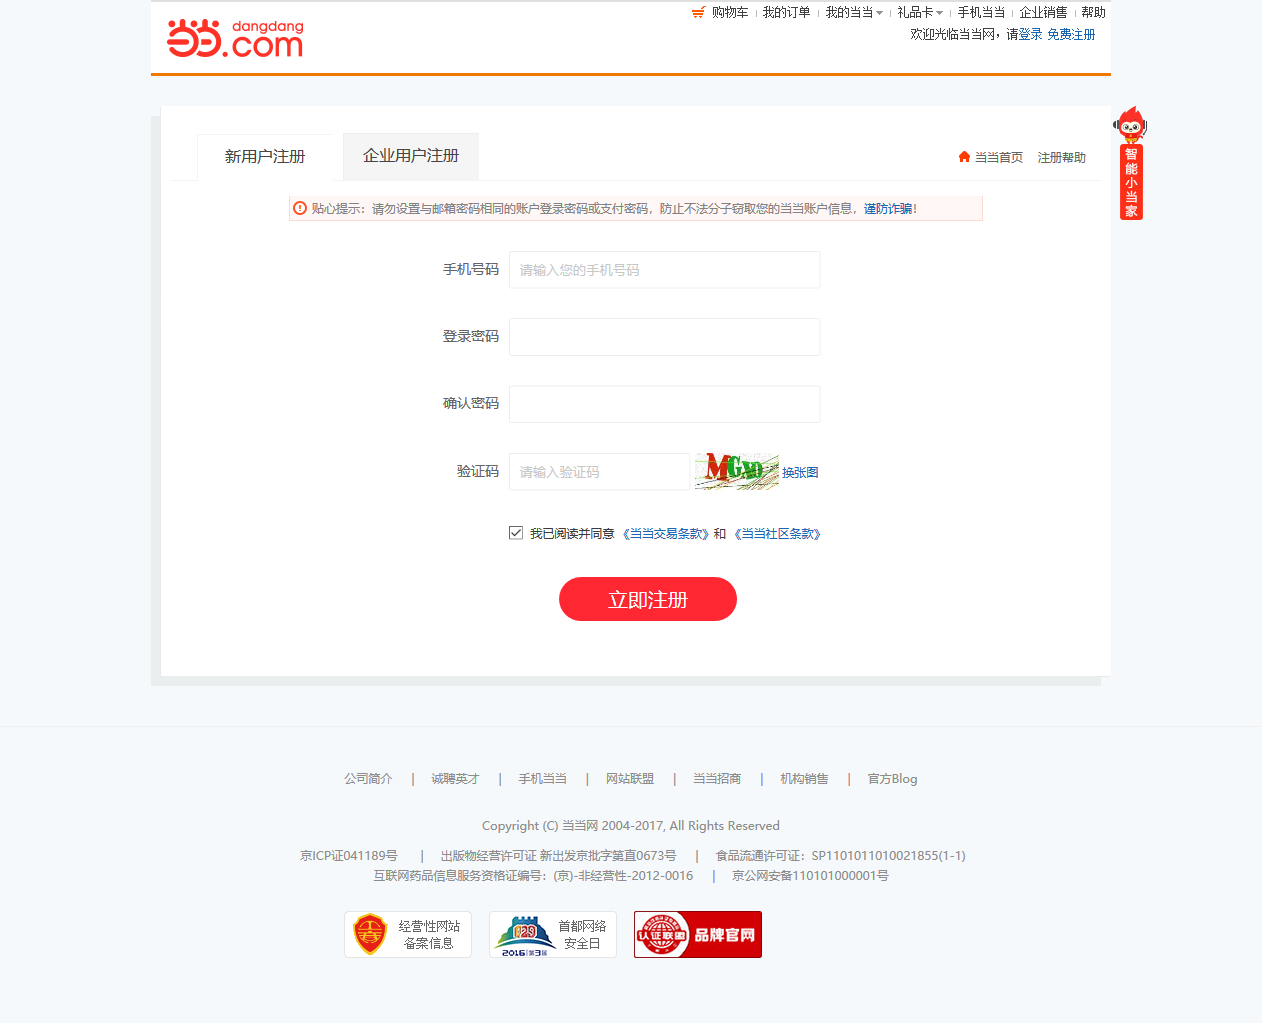 当当 dangdang
.com
购物车 我的订单 我的当当 礼品卡 手机当当 企业销售 帮助
欢迎光临当当网，请登录 免费注册
新用户注册 企业用户注册 当当首页 注册帮助
智能小当家
贴心提示：请勿设置与邮箱密码相同的账户登录密码或支付密码，防止不法分子窃取您的当当账户信息，谨防诈骗！
手机号码 请输入您的手机号码
登录密码
确认密码
验证码 请输入验证码 MGxo 换张图
我已阅读并同意 《当当交易条款》和 《当当社区条款》
立即注册
公司简介 | 诚聘英才 | 手机当当 | 网站联盟 | 当当招商 | 机构销售 | 官方Blog
Copyright (C) 当当网 2004-2017, All Rights Reserved
京ICP证041189号 | 出版物经营许可证 新出发京批字第直0673号 | 食品流通许可证：SP1101011010021855(1-1)
互联网药品信息服务资格证编号：(京)-非经营性-2012-0016 | 京公网安备110101000001号
经营性网站
备案信息
429
2016|第3届
首都网络
安全日
认证联盟
品牌官网